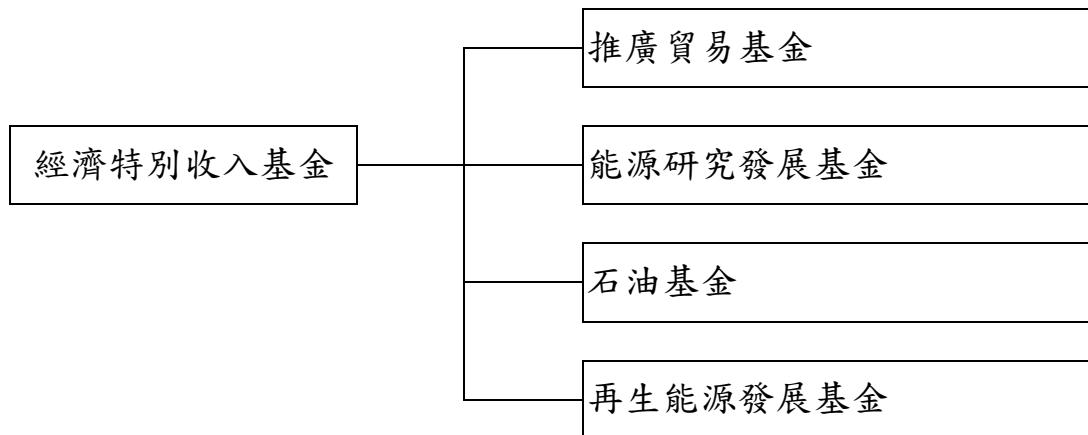 推廣貿易基金
經濟特別收入基金
能源研究發展基金
石油基金
再生能源發展基金